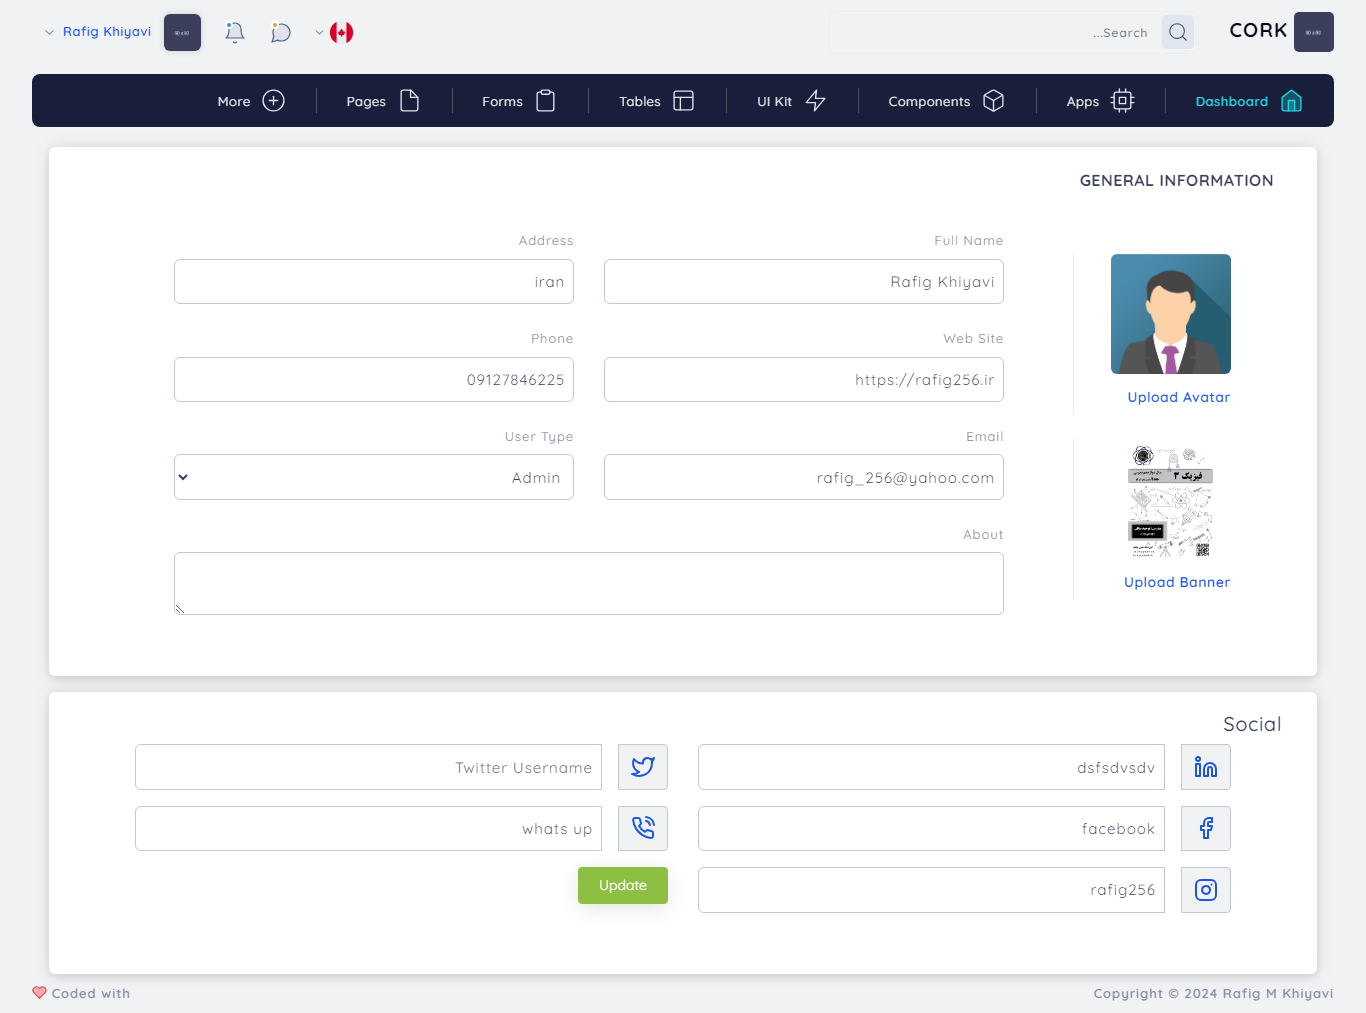 CORK
Search...
Rafig Khiyavi
Dashboard
Apps
Components
UI Kit
Tables
Forms
Pages
More
GENERAL INFORMATION
Full Name
Address
Rafig Khiyavi
iran
Web Site
Phone
https://rafig256.ir
09127846225
Upload Avatar
Email
User Type
rafig_256@yahoo.com
Admin
فیزیک ۳
About
Upload Banner
Social
dsfsdvsdv
Twitter Username
facebook
whats up
rafig256
Update
Copyright © 2024 Rafig M Khiyavi
Coded with